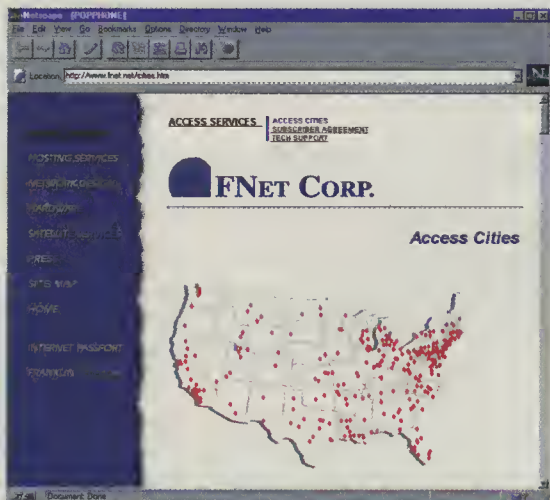 Netscape - [POPPHONE]
File Edit View Go Bookmarks Options Directory Window Help
Location: http://www.fnet.net/cities.htm
N
ACCESS SERVICES
ACCESS CITIES
SUBSCRIBER AGREEMENT
TECH SUPPORT
HOSTING SERVICES
NETWORK DESIGN
HARDWARE
SATELLITE
PRESS
SITE MAP
HOME
INTERNET PASSPORT
FRANKLIN
FNET CORP.
Access Cities
Document: Done